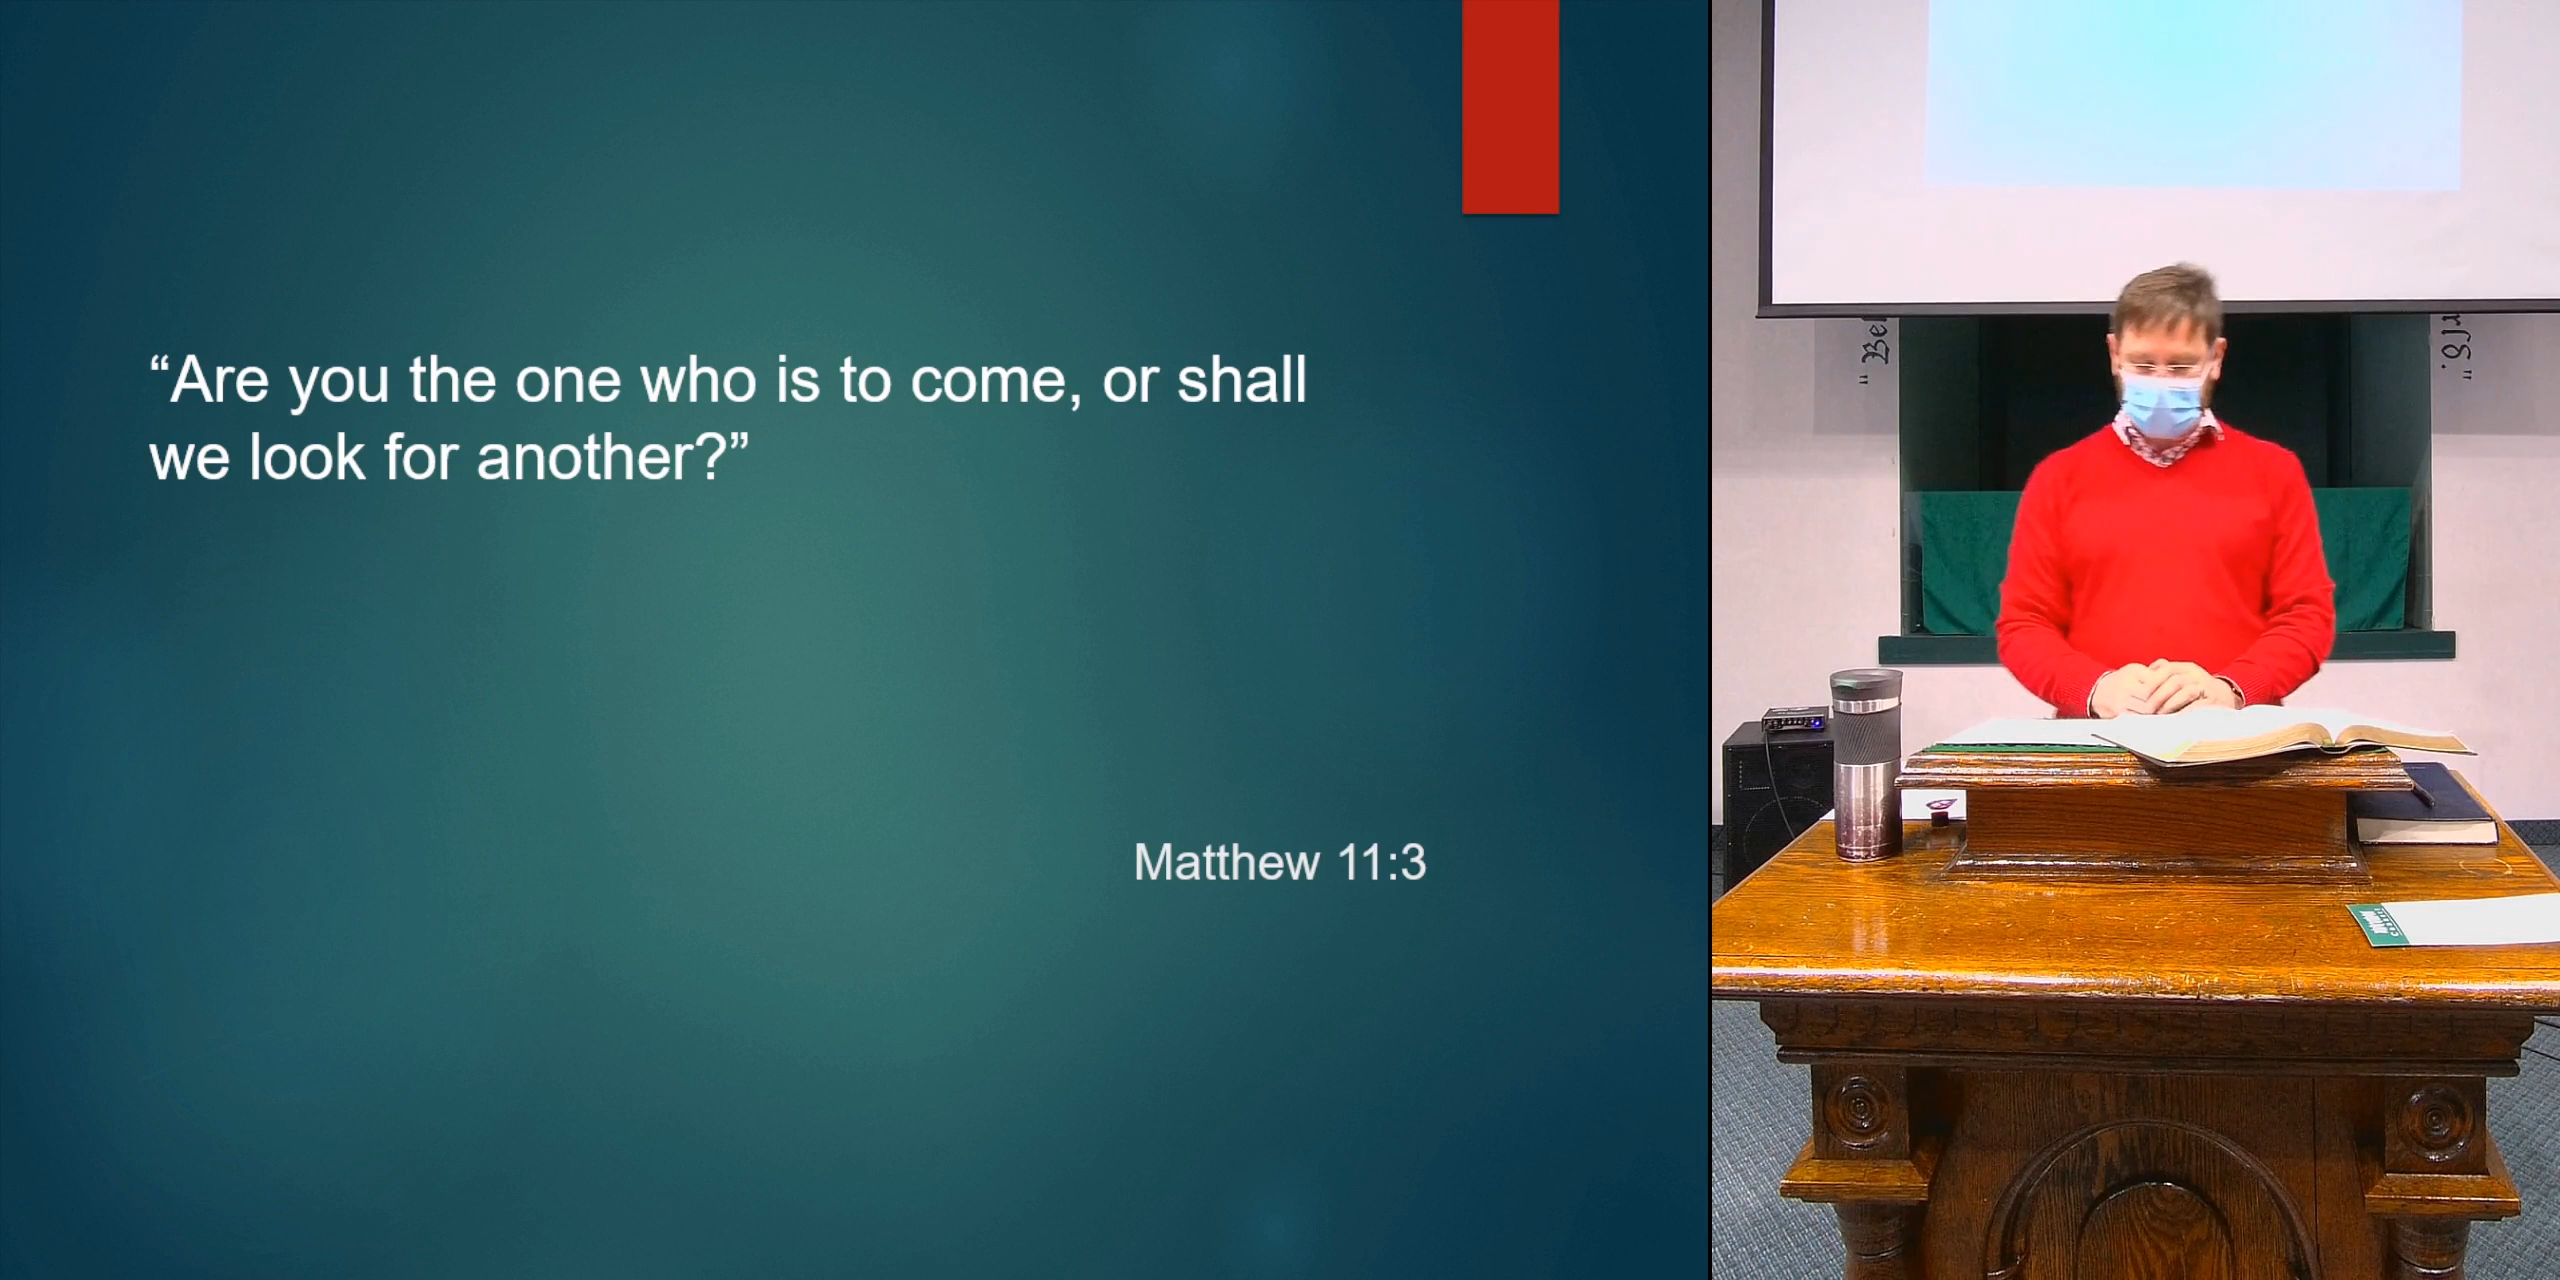 “Are you the one who is to come, or shall
we look for another?”
Matthew 11:3